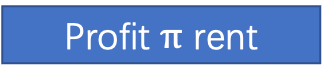 Profit π rent